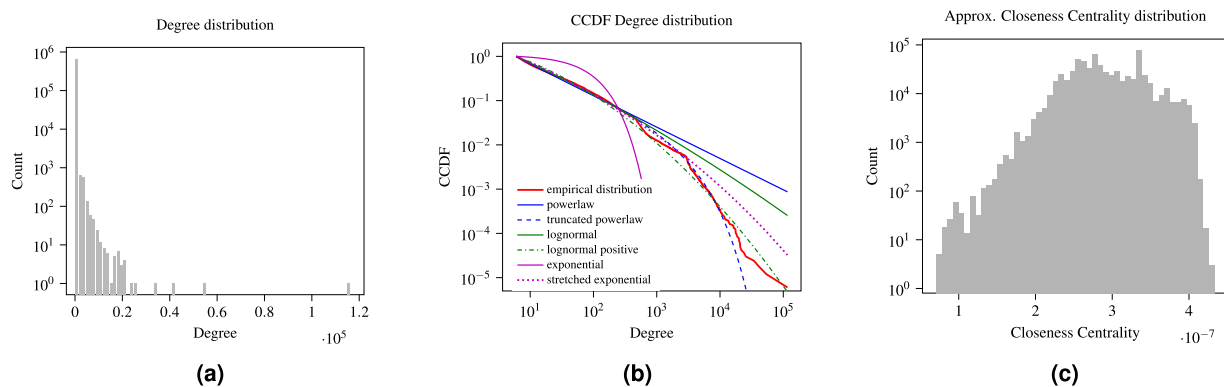 Degree distribution
Count
10^6
10^5
10^4
10^3
10^2
10^1
10^0
0 0.2 0.4 0.6 0.8 1 1.2
Degree
·10^5
(a)
CCDF Degree distribution
CCDF
10^0
10^−1
10^−2
10^−3
10^−4
10^−5
empirical distribution
powerlaw
truncated powerlaw
lognormal
lognormal positive
exponential
stretched exponential
10^1 10^2 10^3 10^4 10^5
Degree
(b)
Approx. Closeness Centrality distribution
Count
10^5
10^4
10^3
10^2
10^1
10^0
1 2 3 4
Closeness Centrality
·10^−7
(c)